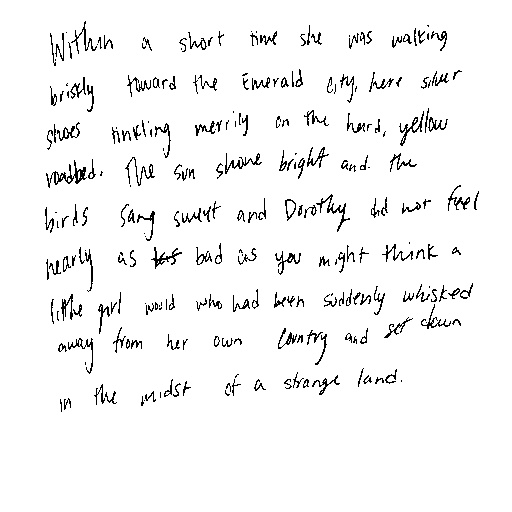 Within a short time she was walking
briskly toward the Emerald City, here silver
shoes tinkling merrily on the hard, yellow
roadbed. The sun shone bright and the
birds sang sweet and Dorothy did not feel
nearly as bad as you might think a
little girl would who had been suddenly whisked
away from her own country and set down
in the midst of a strange land.